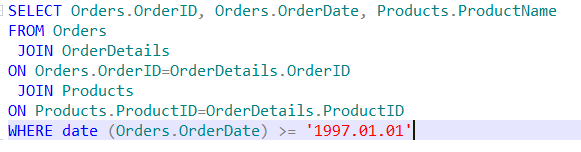 SELECT Orders.OrderID, Orders.OrderDate, Products.ProductName
FROM Orders
JOIN OrderDetails
ON Orders.OrderID=OrderDetails.OrderID
JOIN Products
ON Products.ProductID=OrderDetails.ProductID
WHERE date (Orders.OrderDate) >= '1997.01.01'